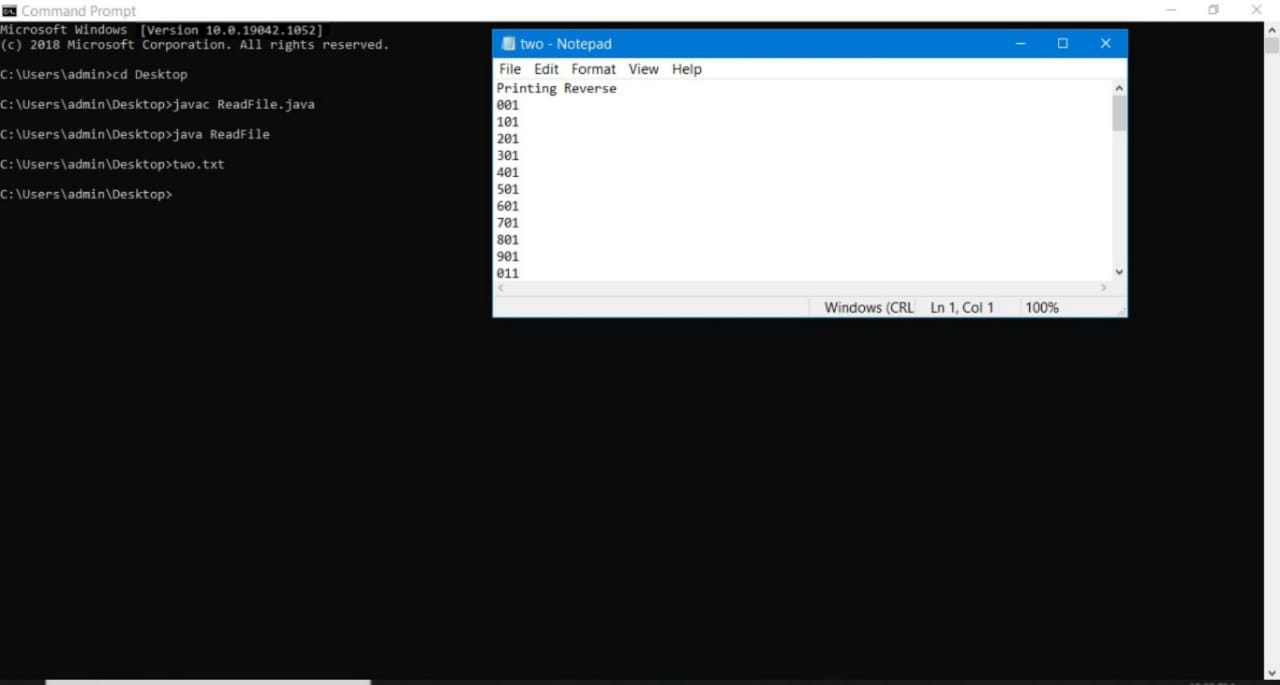 Command Prompt
Microsoft Windows [Version 10.0.19042.1052]
(c) 2018 Microsoft Corporation. All rights reserved.
C:\Users\admin>cd Desktop
C:\Users\admin\Desktop>javac ReadFile.java
C:\Users\admin\Desktop>java ReadFile
C:\Users\admin\Desktop>two.txt
C:\Users\admin\Desktop>
two - Notepad
File Edit Format View Help
Printing Reverse
001
101
201
301
401
501
601
701
801
901
011
Windows (CRL Ln 1, Col 1 100%